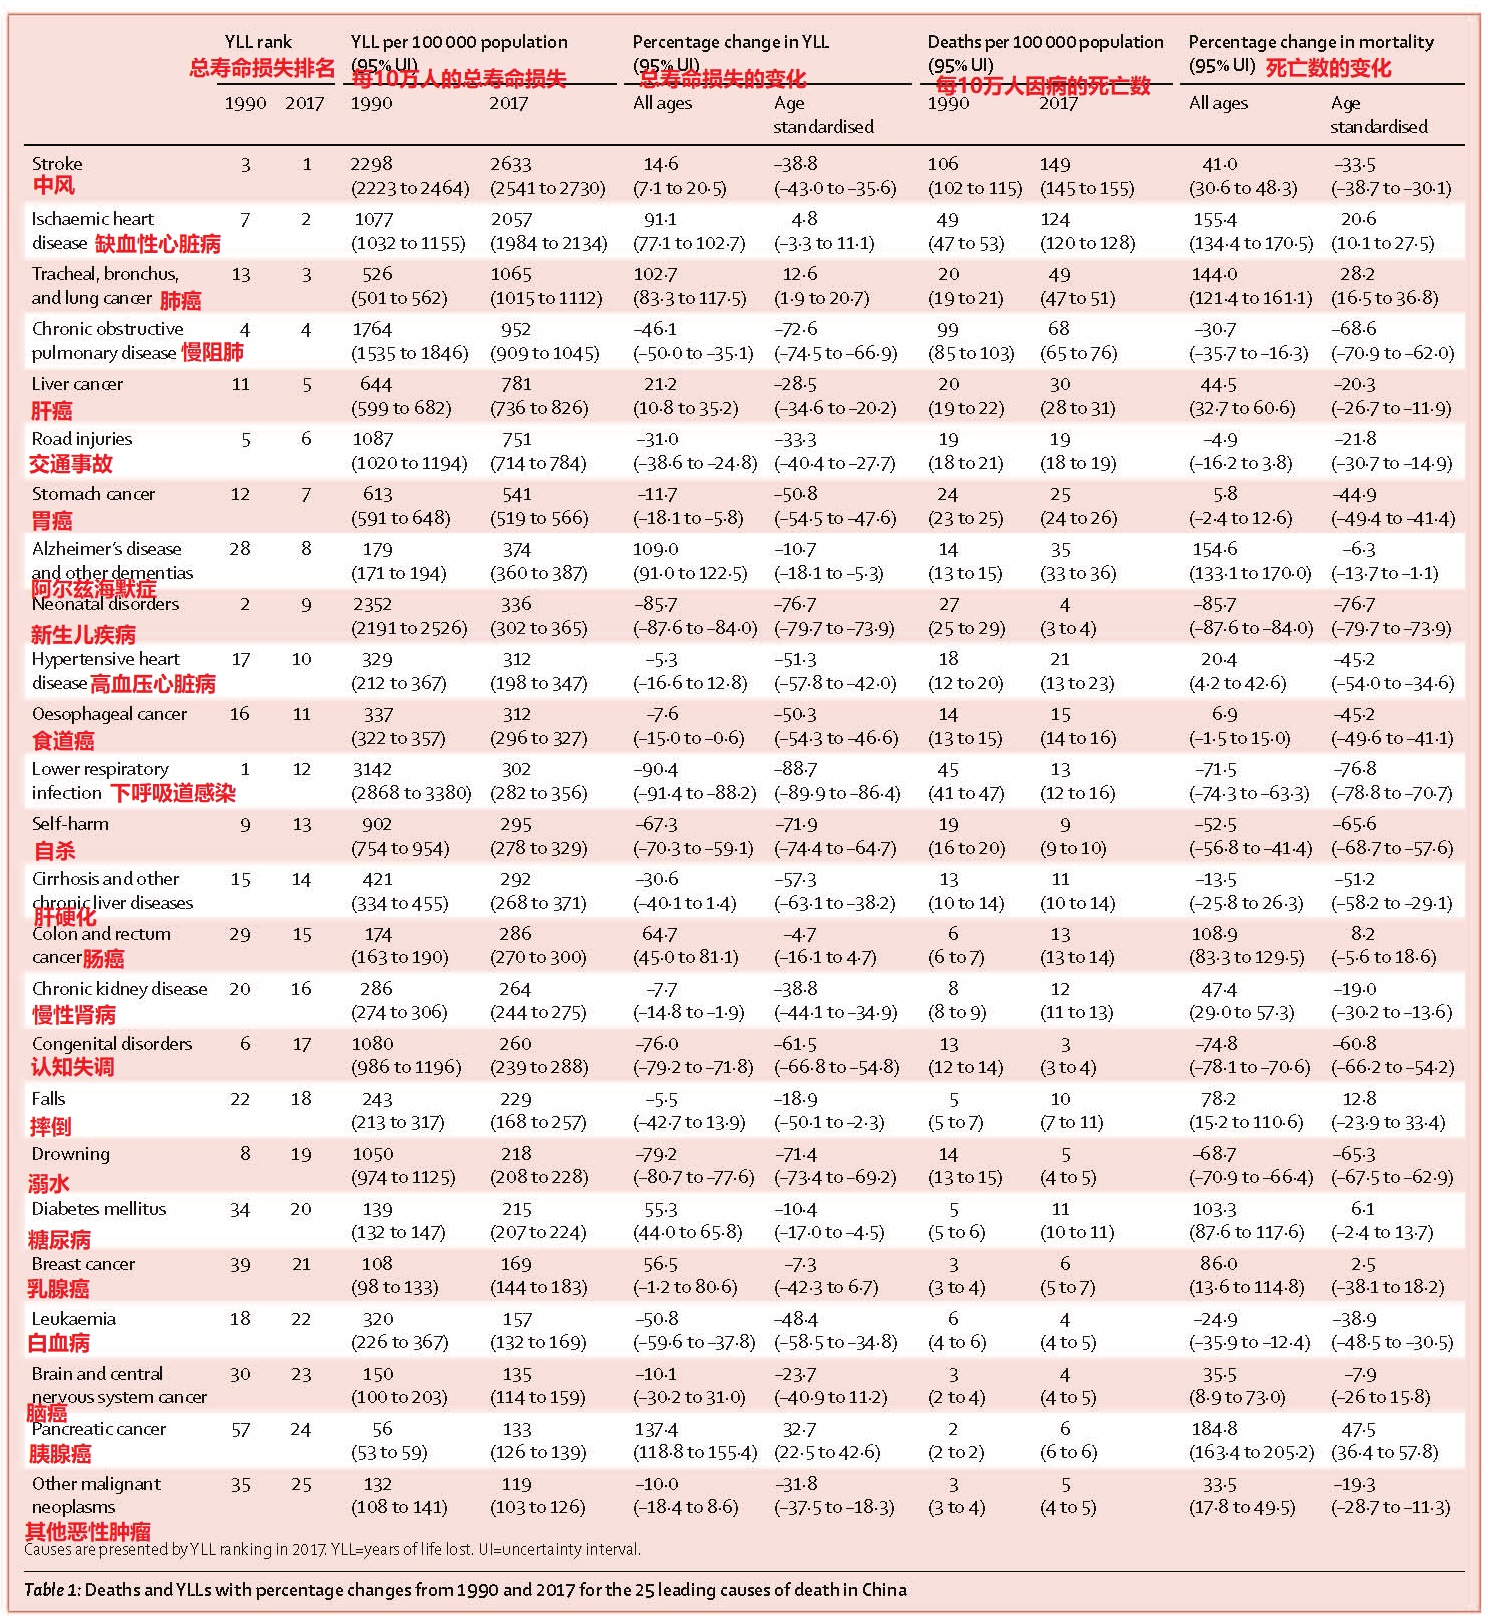 YLL rank YLL per 100 000 population Percentage change in YLL Deaths per 100 000 population Percentage change in mortality
(95% UI) (95% UI) (95% UI) (95% UI) 死亡数的变化
总寿命损失排名 每10万人的总寿命损失 总寿命损失的变化 每10万人因病的死亡数
1990 2017 1990 2017 All ages Age standardised 1990 2017 All ages Age standardised
Stroke 3 1 2298 2633 14·6 –38·8 106 149 41·0 –33·5
中风 (2223 to 2464) (2541 to 2730) (7·1 to 20·5) (–43·0 to –35·6) (102 to 115) (145 to 155) (30·6 to 48·3) (–38·7 to –30·1)
Ischaemic heart 7 2 1077 2057 91·1 4·8 49 124 155·4 20·6
disease 缺血性心脏病 (1032 to 1155) (1984 to 2134) (77·1 to 102·7) (–3·3 to 11·1) (47 to 53) (120 to 128) (134·4 to 170·5) (10·1 to 27·5)
Tracheal, bronchus, 13 3 526 1065 102·7 12·6 20 49 144·0 28·2
and lung cancer 肺癌 (501 to 562) (1015 to 1112) (83·3 to 117·5) (1·9 to 20·7) (19 to 21) (47 to 51) (121·4 to 161·1) (16·5 to 36·8)
Chronic obstructive 4 4 1764 952 –46·1 –72·6 99 68 –30·7 –68·6
pulmonary disease 慢阻肺 (1535 to 1846) (909 to 1045) (–50·0 to –35·1) (–74·5 to –66·9) (85 to 103) (65 to 76) (–35·7 to –16·3) (–70·9 to –62·0)
Liver cancer 11 5 644 781 21·2 –28·5 20 30 44·5 –20·3
肝癌 (599 to 682) (736 to 826) (10·8 to 35·2) (–34·6 to –20·2) (19 to 22) (28 to 31) (32·7 to 60·6) (–26·7 to –11·9)
Road injuries 5 6 1087 751 –31·0 –33·3 19 19 –4·9 –21·8
交通事故 (1020 to 1194) (714 to 784) (–38·6 to –24·8) (–40·4 to –27·7) (18 to 21) (18 to 19) (–16·2 to 3·8) (–30·7 to –14·9)
Stomach cancer 12 7 613 541 –11·7 –50·8 24 25 5·8 –44·9
胃癌 (591 to 648) (519 to 566) (–18·1 to –5·8) (–54·5 to –47·6) (23 to 25) (24 to 26) (–2·4 to 12·6) (–49·4 to –41·4)
Alzheimer’s disease 28 8 179 374 109·0 –10·7 14 35 154·6 –6·3
and other dementias (171 to 194) (360 to 387) (91·0 to 122·5) (–18·1 to –5·3) (13 to 15) (33 to 36) (133·1 to 170·0) (–13·7 to –1·1)
阿尔兹海默症
Neonatal disorders 2 9 2352 336 –85·7 –76·7 27 4 –85·7 –76·7
新生儿疾病 (2191 to 2526) (302 to 365) (–87·6 to –84·0) (–79·7 to –73·9) (25 to 29) (3 to 4) (–87·6 to –84·0) (–79·7 to –73·9)
Hypertensive heart 17 10 329 312 –5·3 –51·3 18 21 20·4 –45·2
disease 高血压心脏病 (212 to 367) (198 to 347) (–16·6 to 12·8) (–57·8 to –42·0) (12 to 20) (13 to 23) (4·2 to 42·6) (–54·0 to –34·6)
Oesophageal cancer 16 11 337 312 –7·6 –50·3 14 15 6·9 –45·2
食道癌 (322 to 357) (296 to 327) (–15·0 to –0·6) (–54·3 to –46·6) (13 to 15) (14 to 16) (–1·5 to 15·0) (–49·6 to –41·1)
Lower respiratory 1 12 3142 302 –90·4 –88·7 45 13 –71·5 –76·8
infection 下呼吸道感染 (2868 to 3380) (282 to 356) (–91·4 to –88·2) (–89·9 to –86·4) (41 to 47) (12 to 16) (–74·3 to –63·3) (–78·8 to –70·7)
Self-harm 9 13 902 295 –67·3 –71·9 19 9 –52·5 –65·6
自杀 (754 to 954) (278 to 329) (–70·3 to –59·1) (–74·4 to –64·7) (16 to 20) (9 to 10) (–56·8 to –41·4) (–68·7 to –57·6)
Cirrhosis and other 15 14 421 292 –30·6 –57·3 13 11 –13·5 –51·2
chronic liver diseases (334 to 455) (268 to 371) (–40·1 to 1·4) (–63·1 to –38·2) (10 to 14) (10 to 14) (–25·8 to 26·3) (–58·2 to –29·1)
肝硬化
Colon and rectum 29 15 174 286 64·7 –4·7 6 13 108·9 8·2
cancer 肠癌 (163 to 190) (270 to 300) (45·0 to 81·1) (–16·1 to 4·7) (6 to 7) (13 to 14) (83·3 to 129·5) (–5·6 to 18·6)
Chronic kidney disease 20 16 286 264 –7·7 –38·8 8 12 47·4 –19·0
慢性肾病 (274 to 306) (244 to 275) (–14·8 to –1·9) (–44·1 to –34·9) (8 to 9) (11 to 13) (29·0 to 57·3) (–30·2 to –13·6)
Congenital disorders 6 17 1080 260 –76·0 –61·5 13 3 –74·8 –60·8
认知失调 (986 to 1196) (239 to 288) (–79·2 to –71·8) (–66·8 to –54·8) (12 to 14) (3 to 4) (–78·1 to –70·6) (–66·2 to –54·2)
Falls 22 18 243 229 –5·5 –18·9 5 10 78·2 12·8
摔倒 (213 to 317) (168 to 257) (–42·7 to 13·9) (–50·1 to –2·3) (5 to 7) (7 to 11) (15·2 to 110·6) (–23·9 to 33·4)
Drowning 8 19 1050 218 –79·2 –71·4 14 5 –68·7 –65·3
溺水 (974 to 1125) (208 to 228) (–80·7 to –77·6) (–73·4 to –69·2) (13 to 15) (4 to 5) (–70·9 to –66·4) (–67·5 to –62·9)
Diabetes mellitus 34 20 139 215 55·3 –10·4 5 11 103·3 6·1
糖尿病 (132 to 147) (207 to 224) (44·0 to 65·8) (–17·0 to –4·5) (5 to 6) (10 to 11) (87·6 to 117·6) (–2·4 to 13·7)
Breast cancer 39 21 108 169 56·5 –7·3 3 6 86·0 2·5
乳腺癌 (98 to 133) (144 to 183) (–1·2 to 80·6) (–42·3 to 6·7) (3 to 4) (5 to 7) (13·6 to 114·8) (–38·1 to 18·2)
Leukaemia 18 22 320 157 –50·8 –48·4 6 4 –24·9 –38·9
白血病 (226 to 367) (132 to 169) (–59·6 to –37·8) (–58·5 to –34·8) (4 to 6) (4 to 5) (–35·9 to –12·4) (–48·5 to –30·5)
Brain and central 30 23 150 135 –10·1 –23·7 3 4 35·5 –7·9
nervous system cancer (100 to 203) (114 to 159) (–30·2 to 31·0) (–40·9 to 11·2) (2 to 4) (4 to 5) (8·9 to 73·0) (–26 to 15·8)
脑癌
Pancreatic cancer 57 24 56 133 137·4 32·7 2 6 184·8 47·5
胰腺癌 (53 to 59) (126 to 139) (118·8 to 155·4) (22·5 to 42·6) (2 to 2) (6 to 6) (163·4 to 205·2) (36·4 to 57·8)
Other malignant 35 25 132 119 –10·0 –31·8 3 5 33·5 –19·3
neoplasms (108 to 141) (103 to 126) (–18·4 to 8·6) (–37·5 to –18·3) (3 to 4) (4 to 5) (17·8 to 49·5) (–28·7 to –11·3)
其他恶性肿瘤
Causes are presented by YLL ranking in 2017. YLL=years of life lost. UI=uncertainty interval.
Table 1: Deaths and YLLs with percentage changes from 1990 and 2017 for the 25 leading causes of death in China